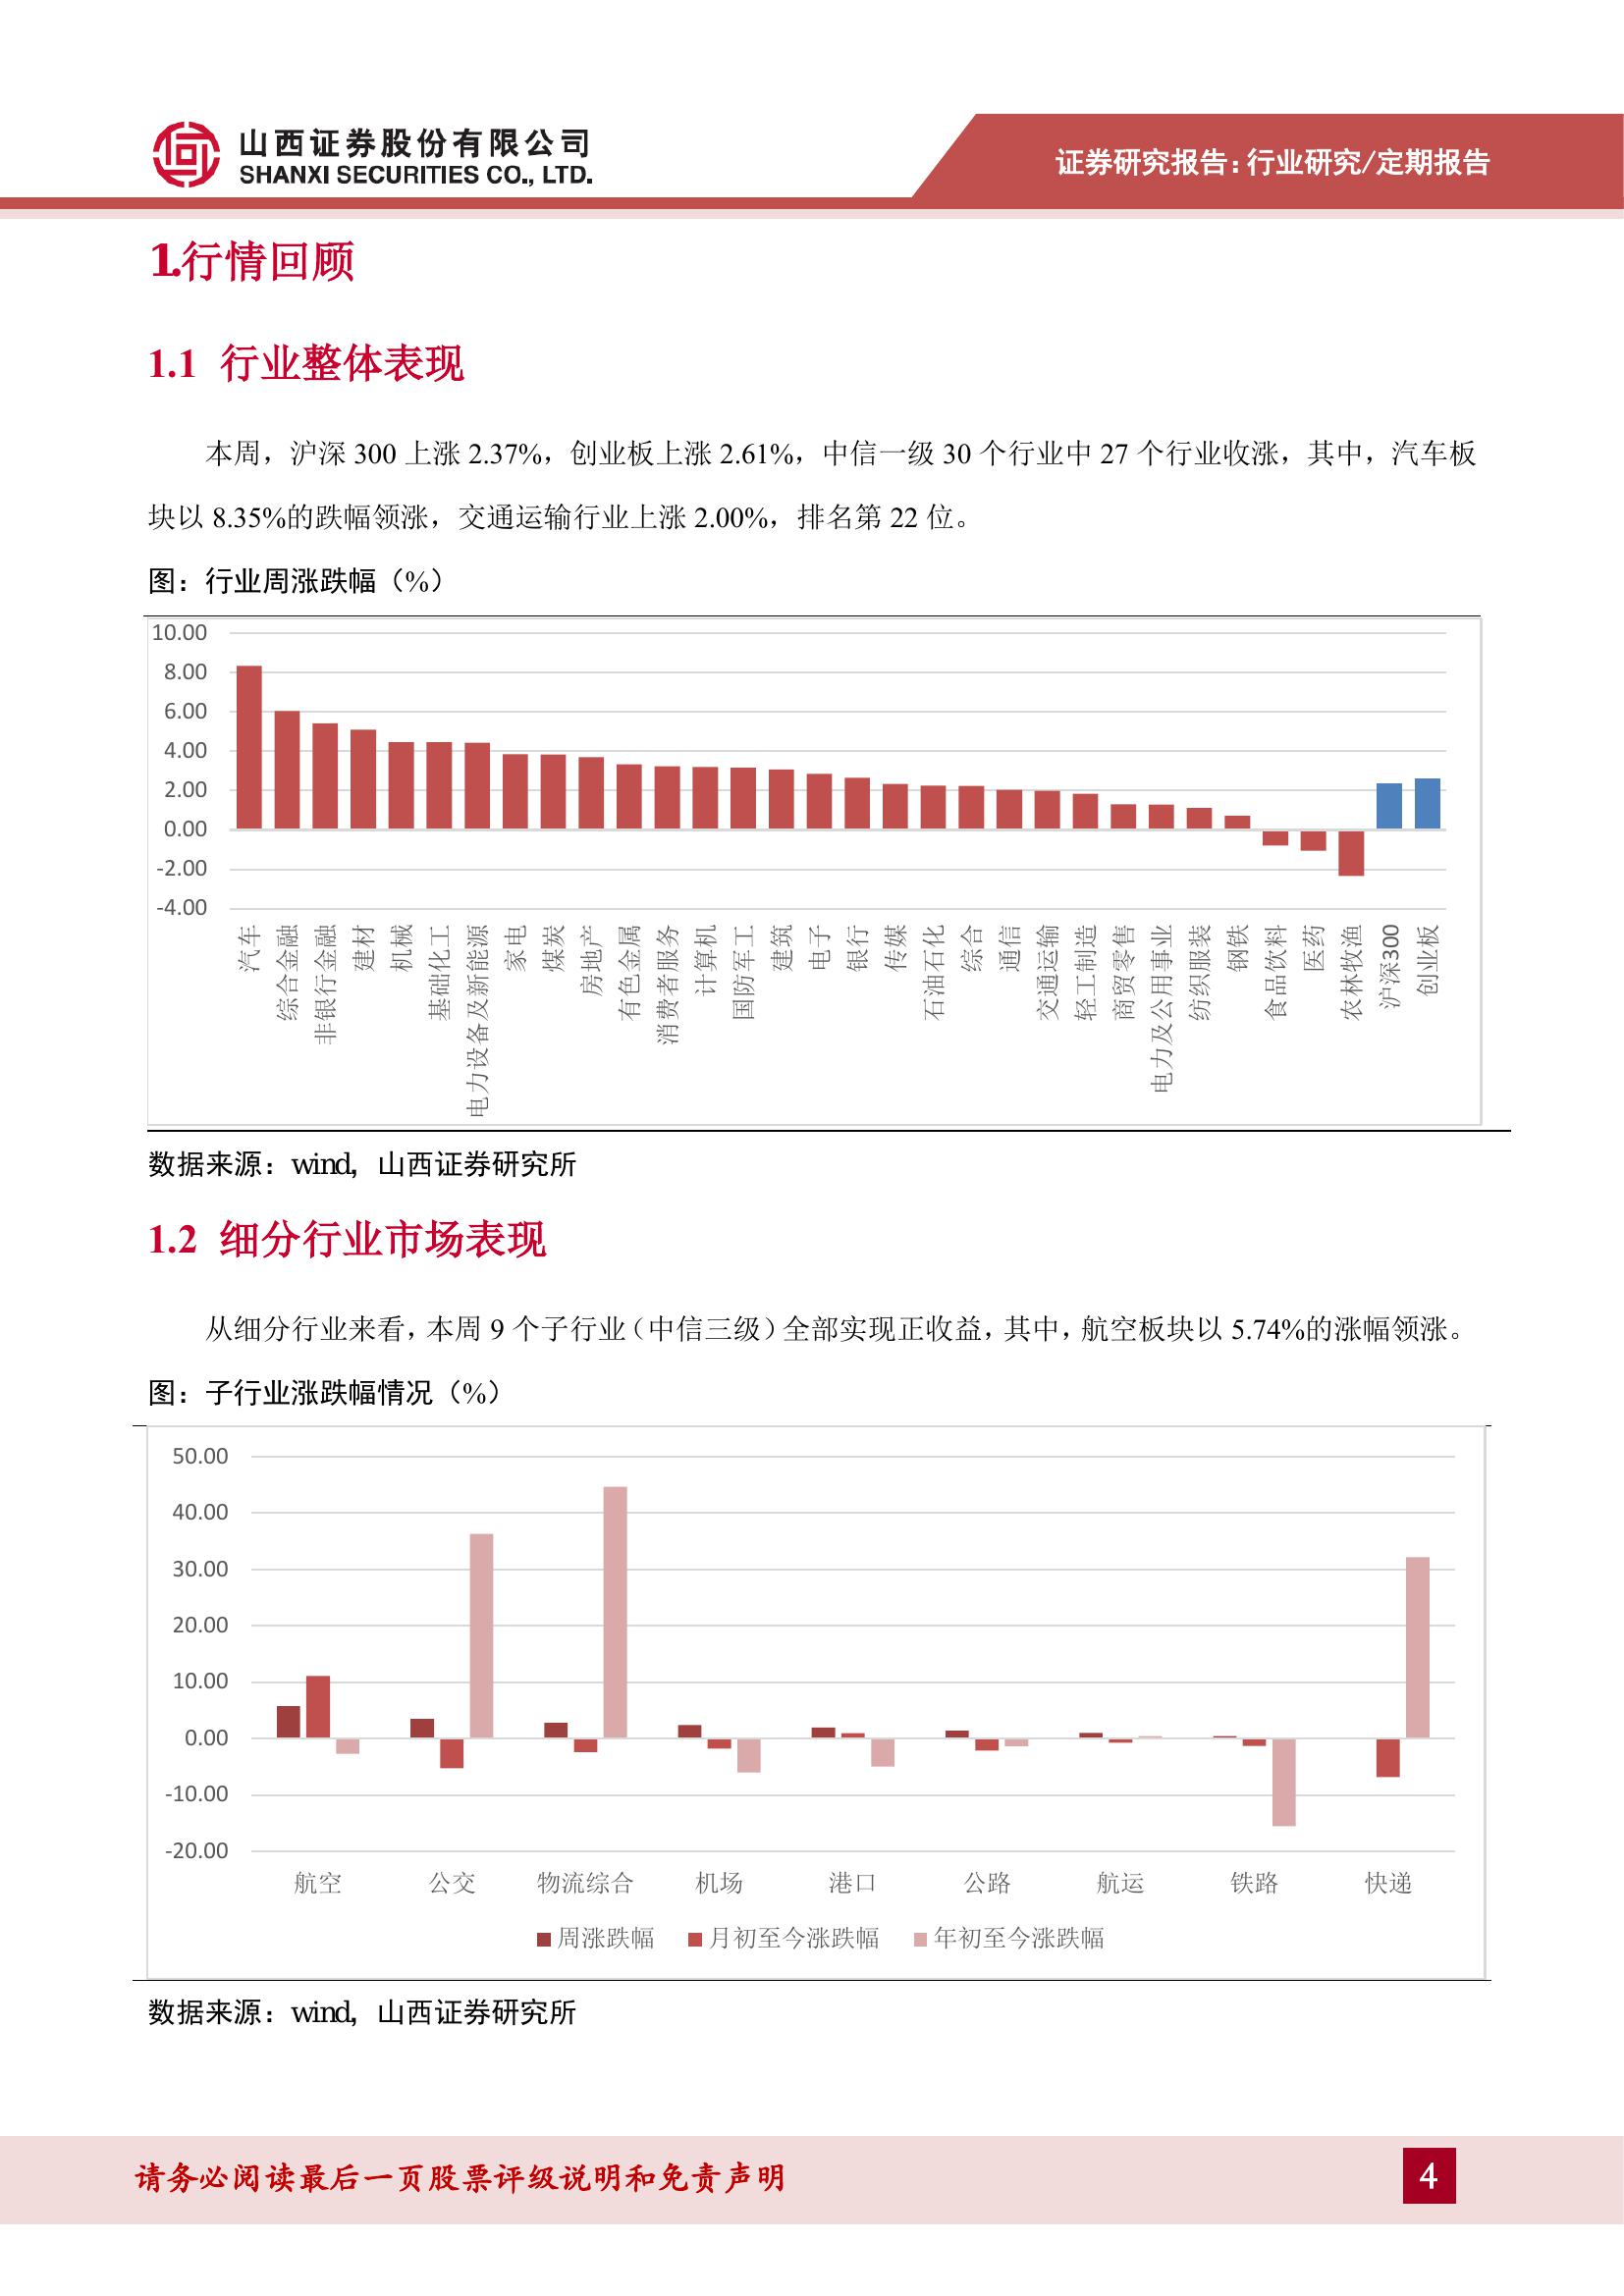 山西证券股份有限公司
SHANXI SECURITIES CO., LTD.
证券研究报告:行业研究/定期报告
1.行情回顾
1.1 行业整体表现
本周，沪深 300 上涨 2.37%，创业板上涨 2.61%，中信一级 30 个行业中 27 个行业收涨，其中，汽车板
块以 8.35%的跌幅领涨，交通运输行业上涨 2.00%，排名第 22 位。
图：行业周涨跌幅（%）
10.00
8.00
6.00
4.00
2.00
0.00
-2.00
-4.00
汽车
综合金融
非银行金融
建材
机械
基础化工
电力设备及新能源
家电
煤炭
房地产
有色金属
消费者服务
计算机
国防军工
建筑
电子
银行
传媒
石油石化
综合
通信
交通运输
轻工制造
商贸零售
电力及公用事业
纺织服装
钢铁
食品饮料
医药
农林牧渔
沪深300
创业板
数据来源：wind，山西证券研究所
1.2 细分行业市场表现
从细分行业来看，本周 9 个子行业（中信三级）全部实现正收益，其中，航空板块以 5.74%的涨幅领涨。
图：子行业涨跌幅情况（%）
50.00
40.00
30.00
20.00
10.00
0.00
-10.00
-20.00
航空 公交 物流综合 机场 港口 公路 航运 铁路 快递
周涨跌幅 月初至今涨跌幅 年初至今涨跌幅
数据来源：wind，山西证券研究所
请务必阅读最后一页股票评级说明和免责声明
4